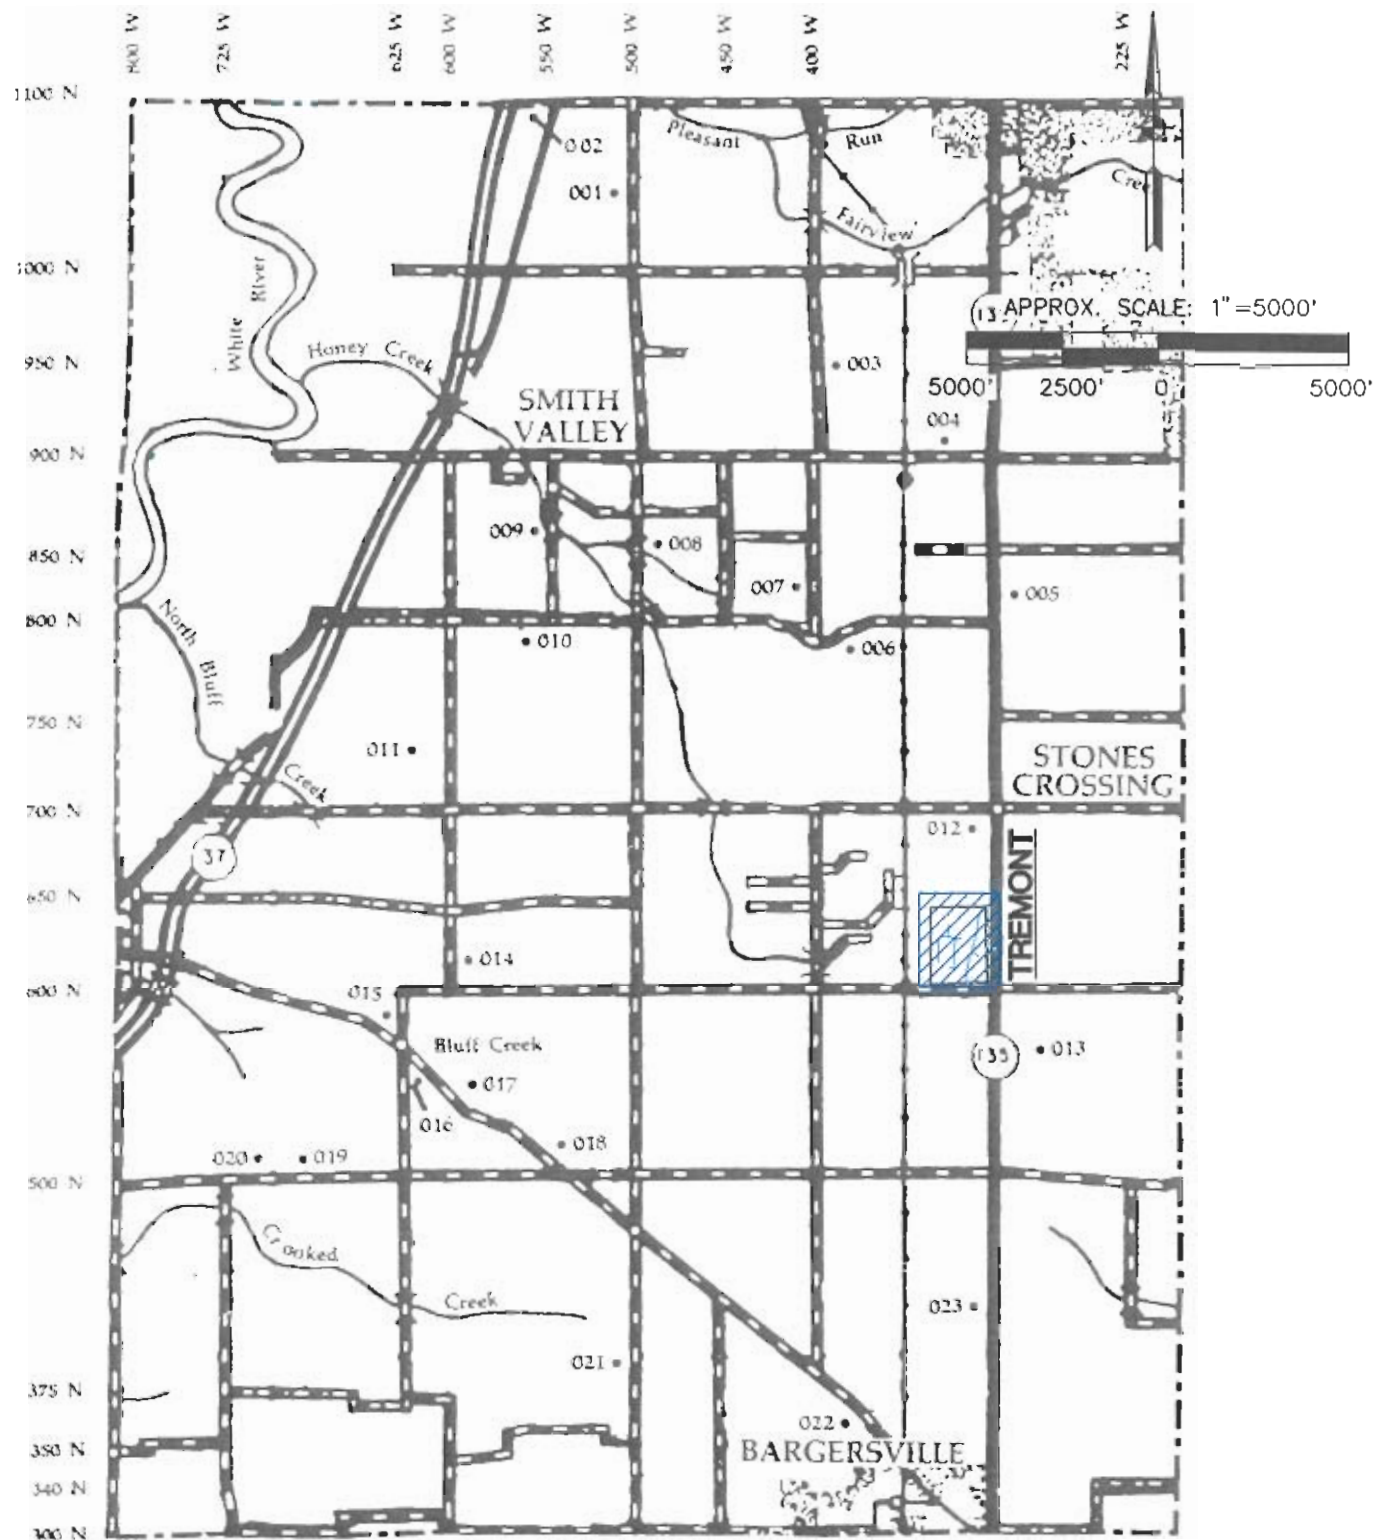 800 W
725 W
625 W
600 W
550 W
500 W
450 W
400 W
225 W
1100 N
002
Pleasant
Run
001
Creek
Fairview
1000 N
White River
APPROX. SCALE: 1"=5000'
Honey Creek
950 N
003
5000' 2500' 0 5000'
SMITH
VALLEY
004
900 N
009
008
850 N
007
005
North Bluff
800 N
010
006
750 N
011
STONES
CROSSING
Creek
700 N
012
37
TREMONT
650 N
014
600 N
015
Bluff Creek
135
013
017
016
018
020
019
500 N
Crooked
Creek
023
021
375 N
022
350 N
BARGERSVILLE
340 N
300 N